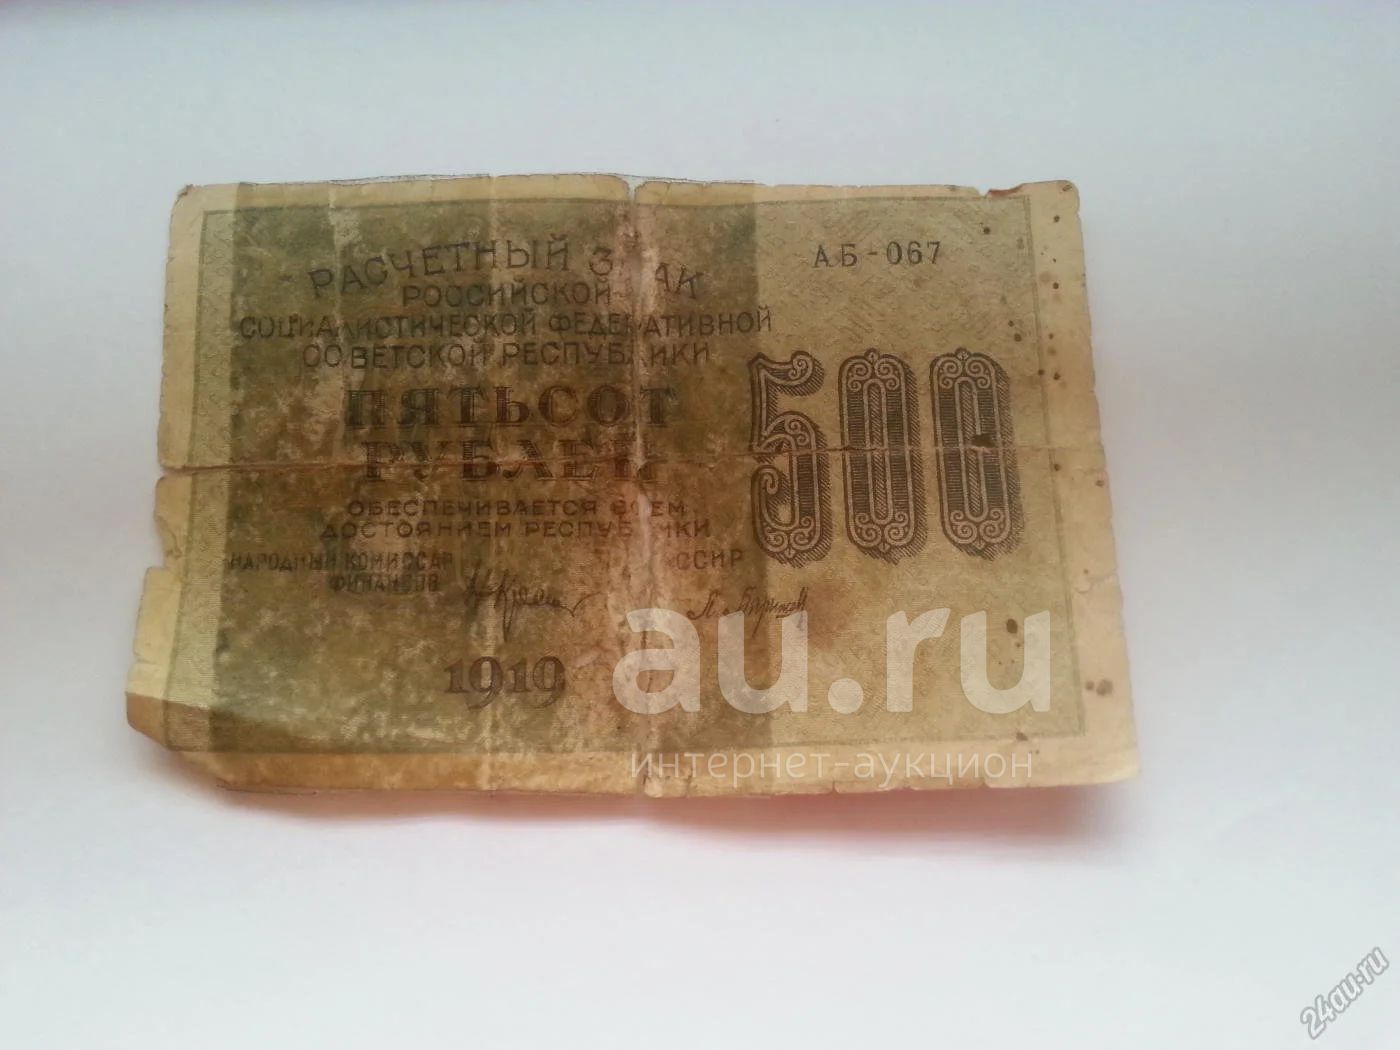 РАСЧЕТНЫЙ ЗНАК
РОССИЙСКОЙ
СОЦИАЛИСТИЧЕСКОЙ ФЕДЕРАТИВНОЙ
СОВЕТСКОЙ РЕСПУБЛИКИ
ПЯТЬСОТ
РУБЛЕЙ
ОБЕСПЕЧИВАЕТСЯ ВСЕМ
ДОСТОЯНИЕМ РЕСПУБЛИКИ
НАРОДНЫЙ КОМИССАР
ФИНАНСОВ
1919
АБ-067
500
au.ru
интернет-аукцион
24au.ru